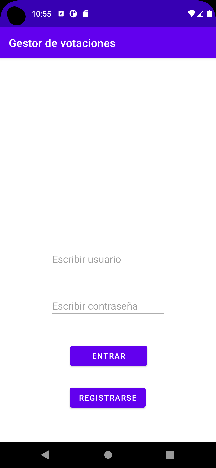 10:55
Gestor de votaciones
Escribir usuario
Escribir contraseña
ENTRAR
REGISTRARSE